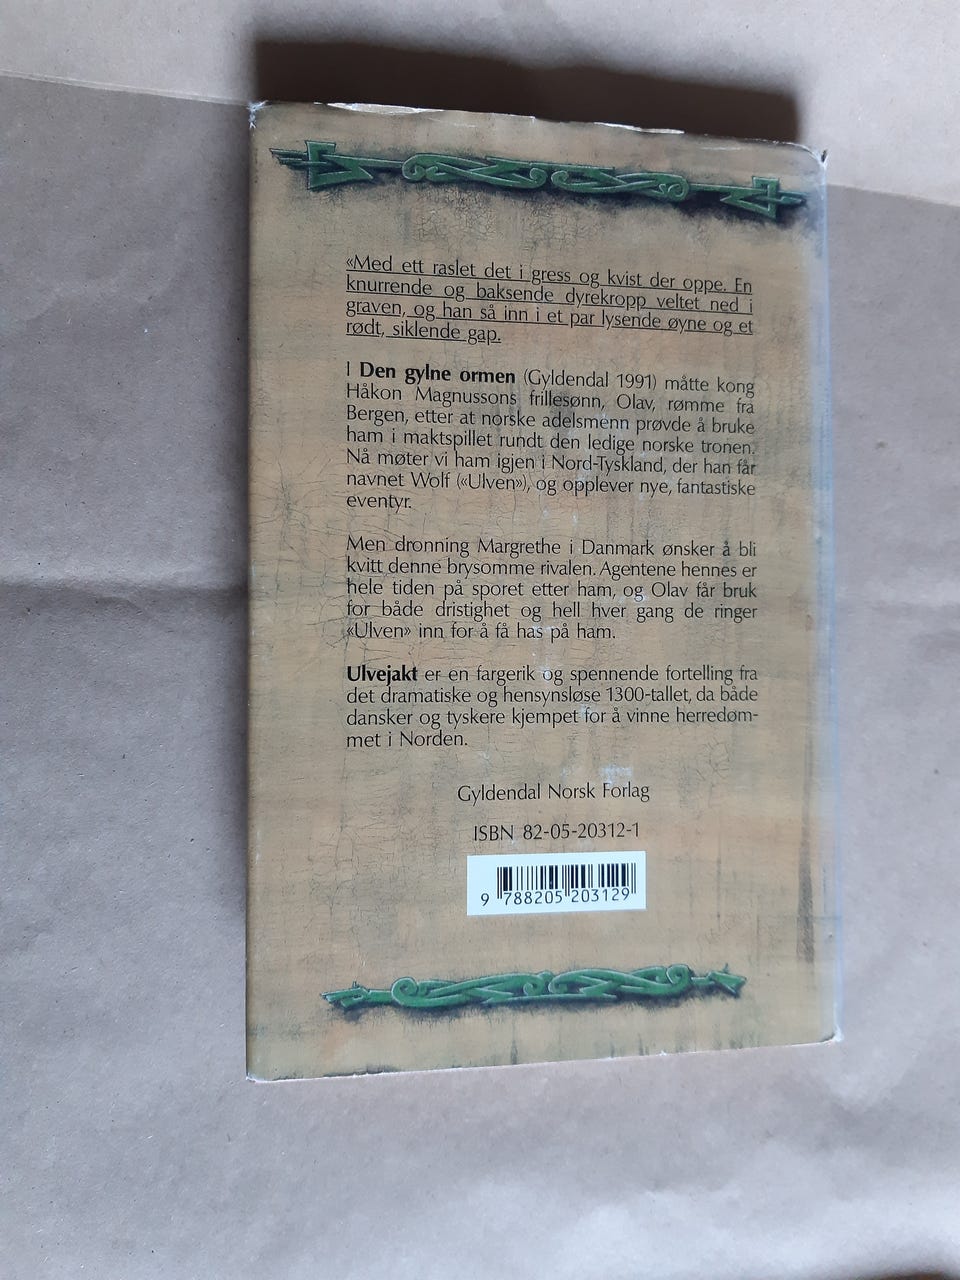 «Med ett raslet det i gress og kvist der oppe. En
knurrende og baksende dyrekropp veltet ned i
graven, og han så inn i et par lysende øyne og et
rødt, siklende gap.
I Den gylne ormen (Gyldendal 1991) måtte kong
Håkon Magnussons frillesønn, Olav, rømme fra
Bergen, etter at norske adelsmenn prøvde å bruke
ham i maktspillet rundt den ledige norske tronen.
Nå møter vi ham igjen i Nord-Tyskland, der han får
navnet Wolf («Ulven»), og opplever nye, fantastiske
eventyr.
Men dronning Margrethe i Danmark ønsker å bli
kvitt denne brysomme rivalen. Agentene hennes er
hele tiden på sporet etter ham, og Olav får bruk
for både dristighet og hell hver gang de ringer
«Ulven» inn for å få has på ham.
Ulvejakt er en fargerik og spennende fortelling fra
det dramatiske og hensynsløse 1300-tallet, da både
dansker og tyskere kjempet for å vinne herredøm-
met i Norden.
Gyldendal Norsk Forlag
ISBN 82-05-20312-1
9 788205 203129